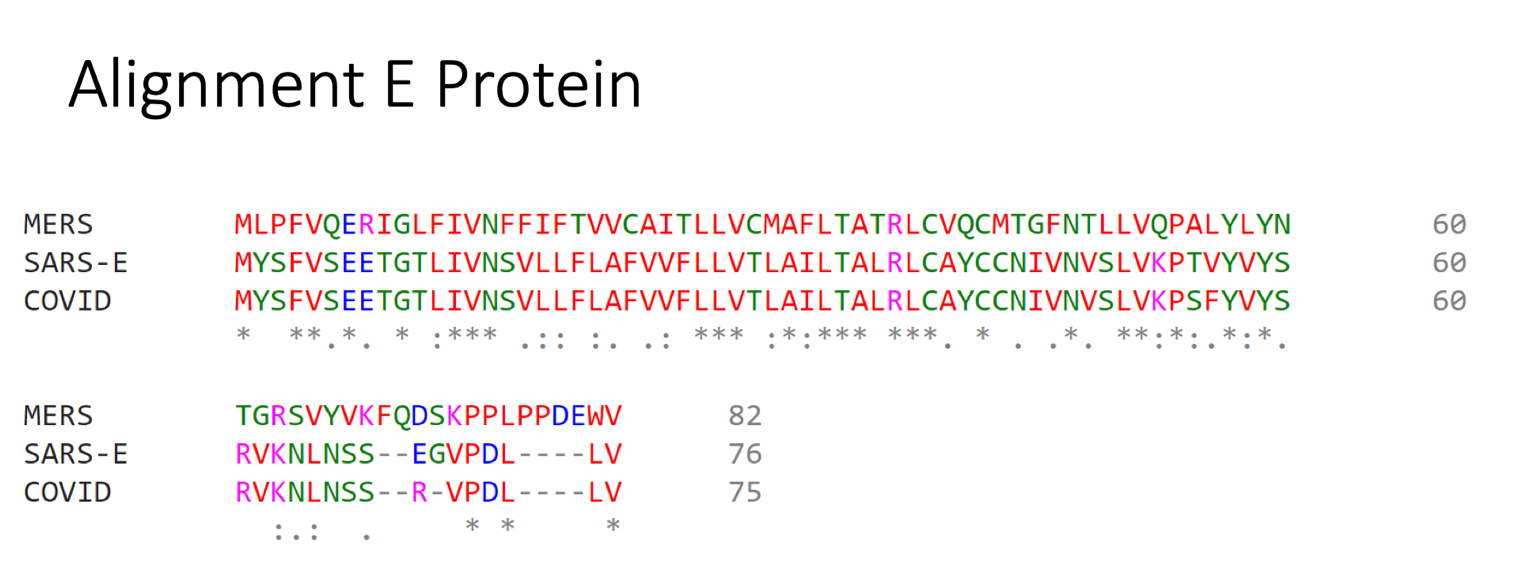 Alignment E Protein
MERS MLPFVQERIGLFIVNFFIFTVVCAITLLVCMAFLTATRLCVQCMTGFNTLLVQPALYLYN 60
SARS-E MYSFVSEETGTLIVNSVLLFLAFVVFLLVTLAILTALRLCAYCCNIVNVSLVKPTVYVYS 60
COVID MYSFVSEETGTLIVNSVLLFLAFVVFLLVTLAILTALRLCAYCCNIVNVSLVKPSFYVYS 60
*  **.*. * :*** .:: :. .: *** :*:*** ***. * . .*. **:*:.*:*.
MERS TGRSVYVKFQDSKPPLPPDEWV 82
SARS-E RVKNLNSS--EGVPDL----LV 76
COVID RVKNLNSS--R-VPDL----LV 75
:.:  .     * *     *